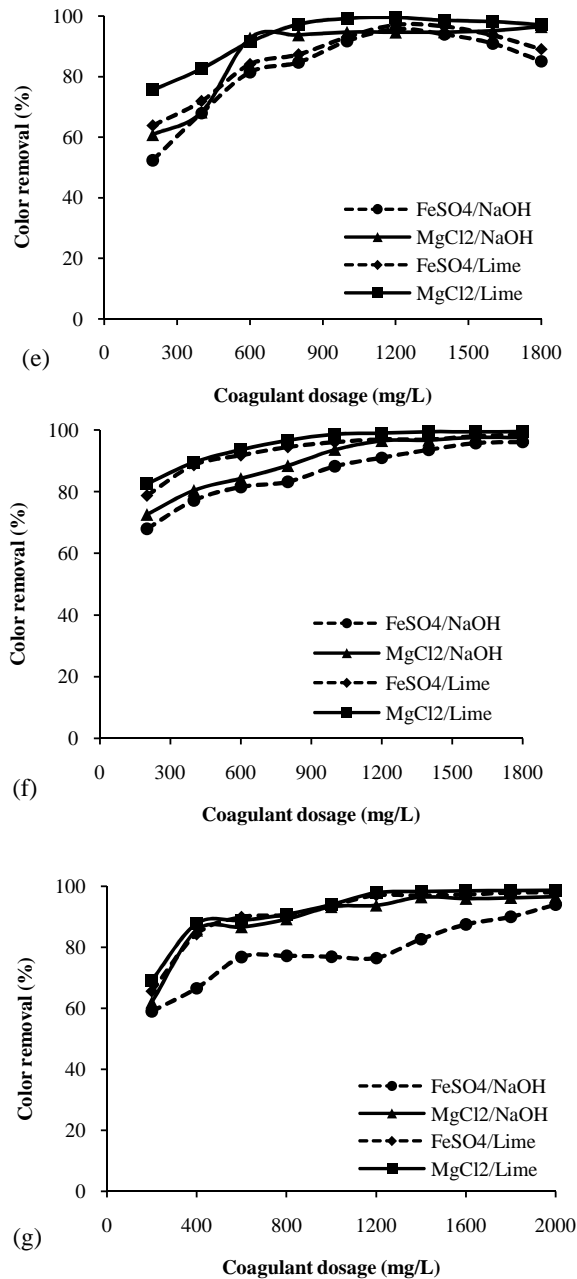 100
80
60
40
20
0
Color removal (%)
FeSO4/NaOH
MgCl2/NaOH
FeSO4/Lime
MgCl2/Lime
0 300 600 900 1200 1500 1800
(e)
Coagulant dosage (mg/L)
100
80
60
40
20
0
Color removal (%)
FeSO4/NaOH
MgCl2/NaOH
FeSO4/Lime
MgCl2/Lime
0 300 600 900 1200 1500 1800
(f)
Coagulant dosage (mg/L)
100
80
60
40
20
0
Color removal (%)
FeSO4/NaOH
MgCl2/NaOH
FeSO4/Lime
MgCl2/Lime
0 400 800 1200 1600 2000
(g)
Coagulant dosage (mg/L)